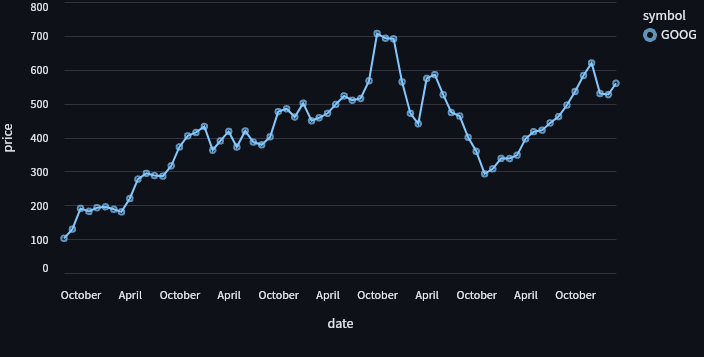 symbol
GOOG
800
700
600
500
400
300
200
100
0
price
October April October April October April October April October April October
date